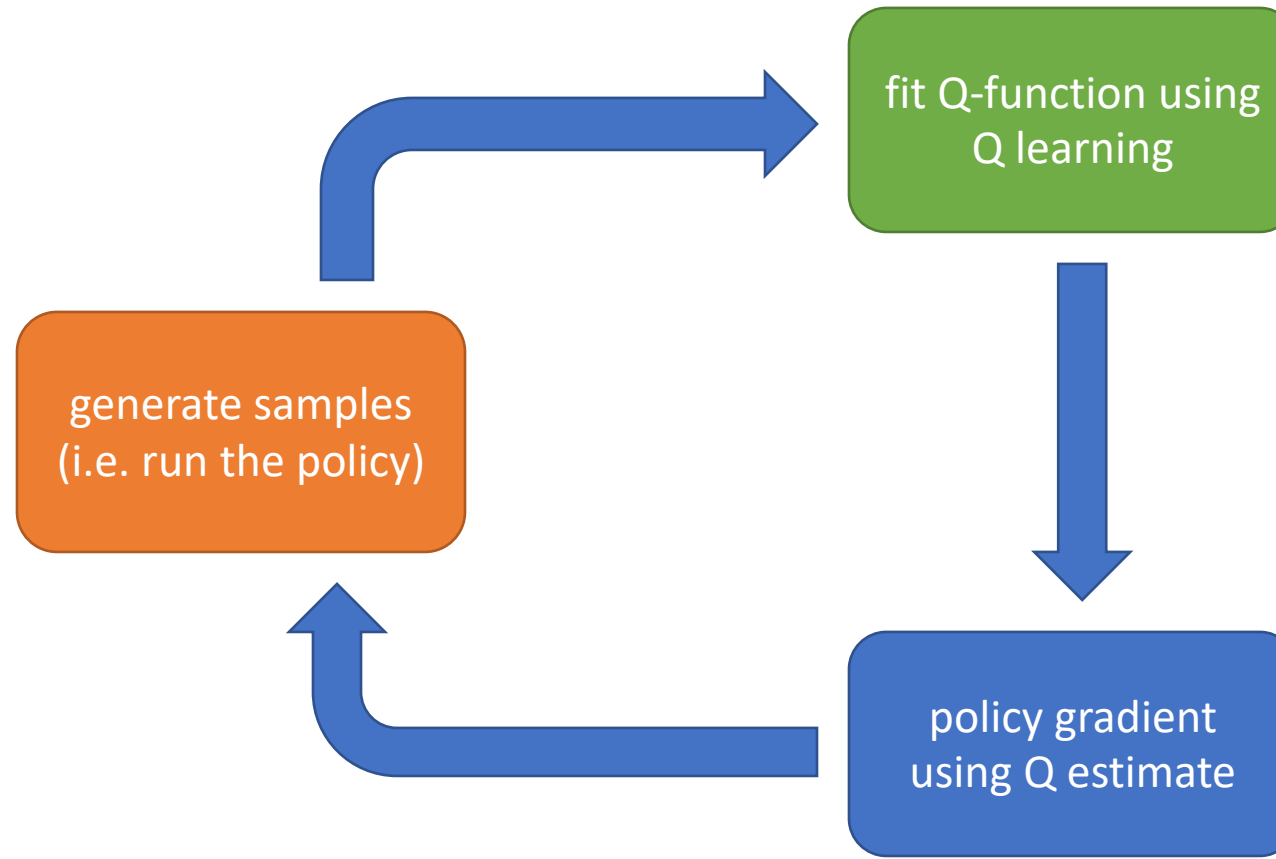 fit Q-function using
Q learning
generate samples
(i.e. run the policy)
policy gradient
using Q estimate